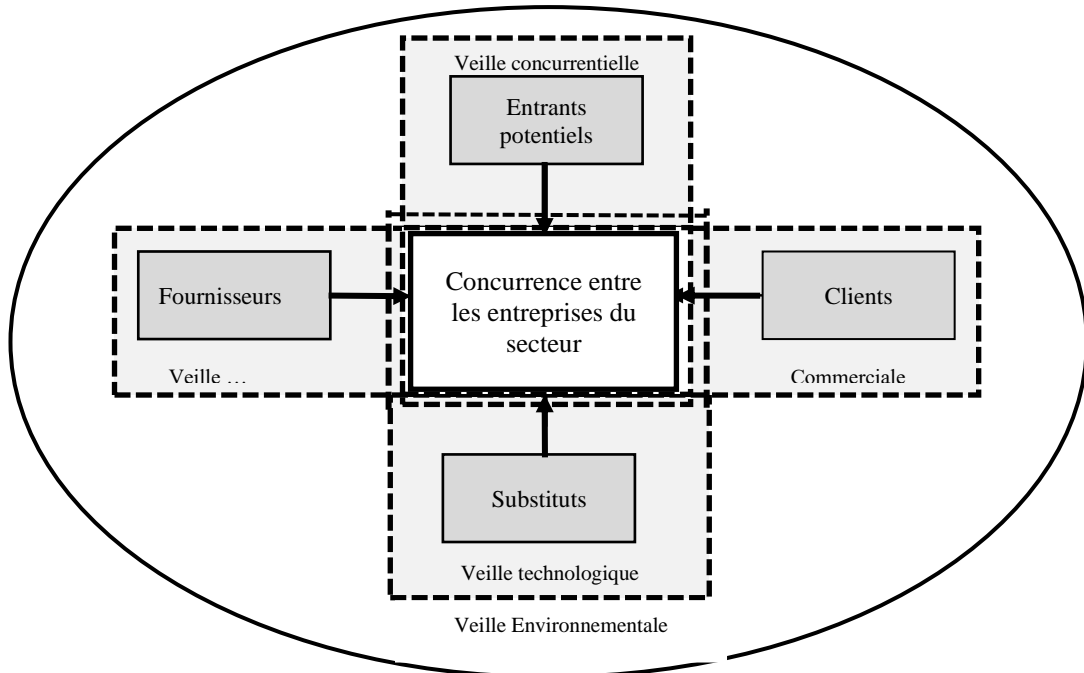 Veille concurrentielle
Entrants
potentiels
Fournisseurs
Concurrence entre
les entreprises du
secteur
Clients
Veille …
Commerciale
Substituts
Veille technologique
Veille Environnementale